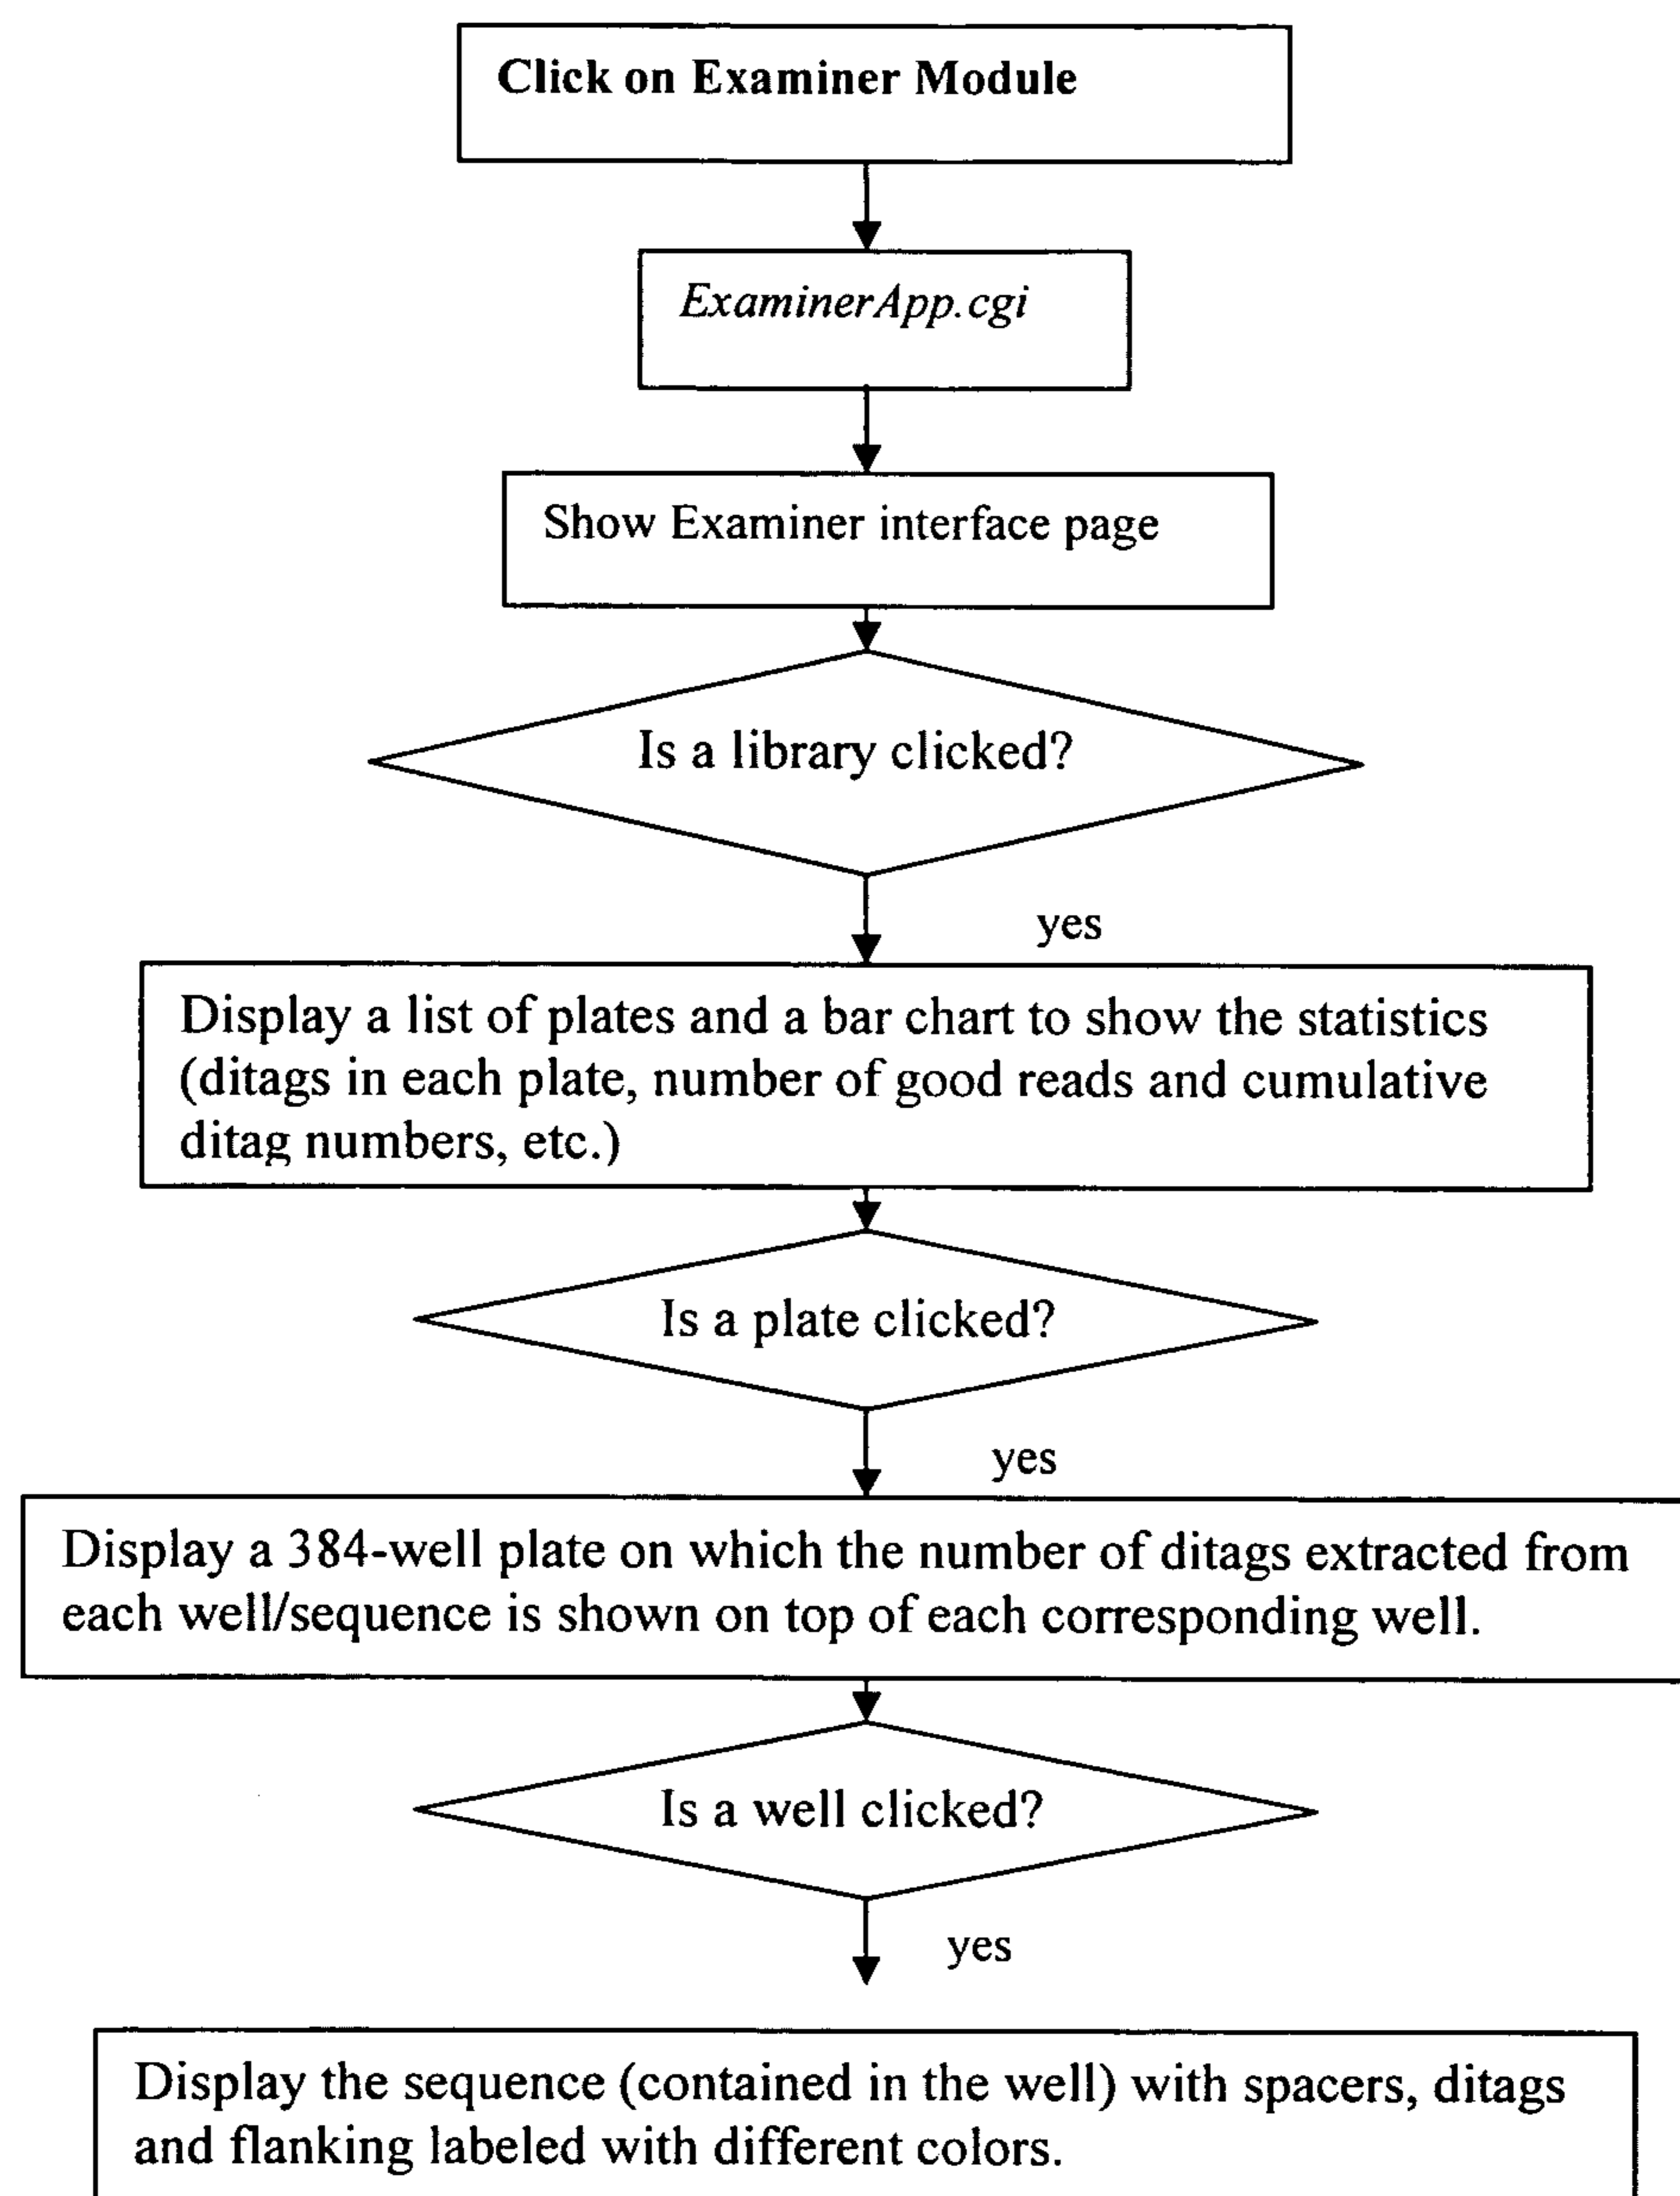 Click on Examiner Module
ExaminerApp.cgi
Show Examiner interface page
Is a library clicked?
yes
Display a list of plates and a bar chart to show the statistics
(ditags in each plate, number of good reads and cumulative
ditag numbers, etc.)
Is a plate clicked?
yes
Display a 384-well plate on which the number of ditags extracted from
each well/sequence is shown on top of each corresponding well.
Is a well clicked?
yes
Display the sequence (contained in the well) with spacers, ditags
and flanking labeled with different colors.